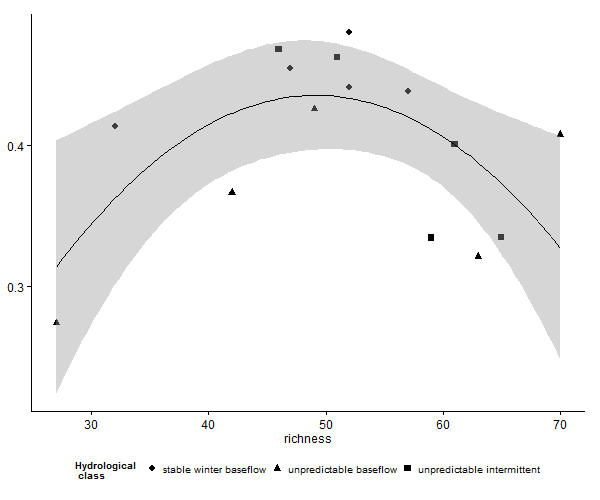 0.4
0.3
30 40 50 60 70
richness
Hydrological
class
stable winter baseflow unpredictable baseflow unpredictable intermittent